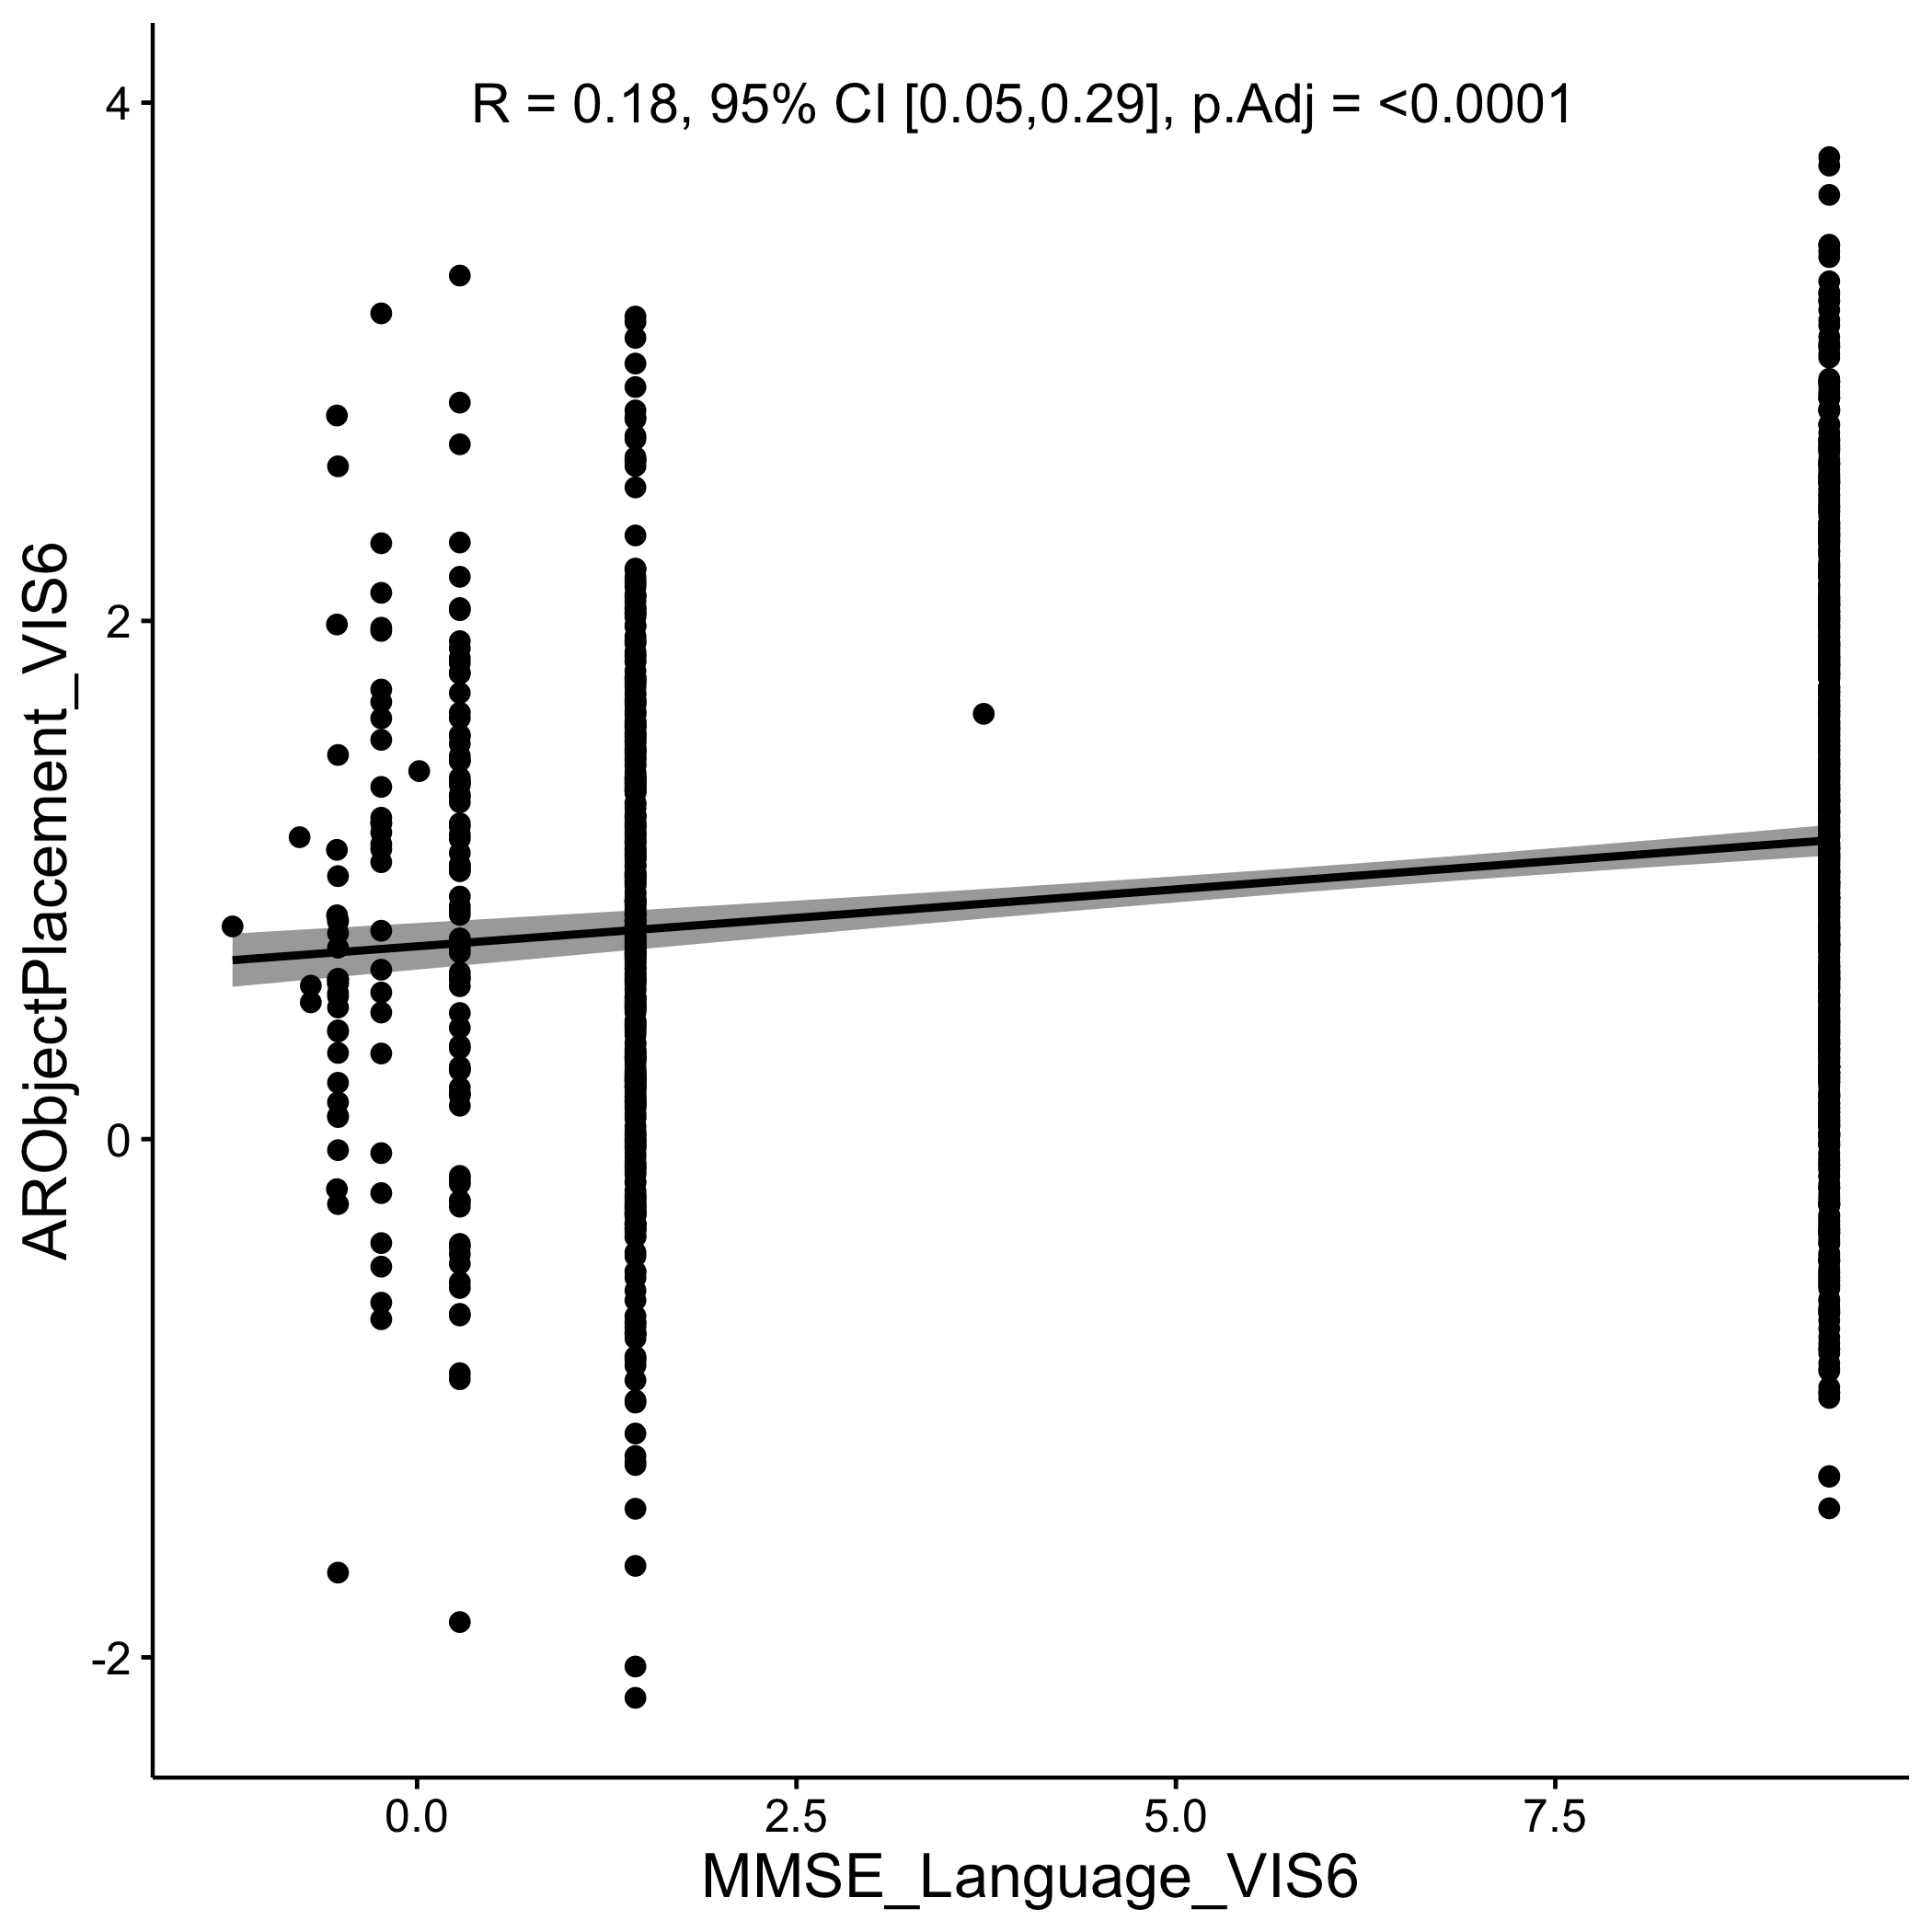 R = 0.18, 95% CI [0.05,0.29], p.Adj = <0.0001
4
2
0
-2
ARObjectPlacement_VIS6
0.0 2.5 5.0 7.5
MMSE_Language_VIS6